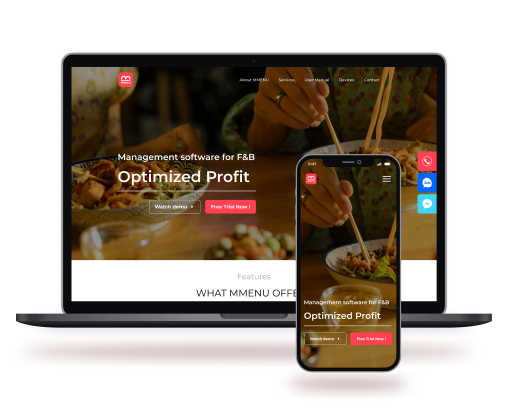 About MMENU Services User Manual Devices Contact
Management software for F&B
Optimized Profit
Watch demo
Free Trial Now !
Zalo
Features
WHAT MMENU OFFE
9:41
Management software for F&B
Optimized Profit
Watch demo
Free Trial Now !